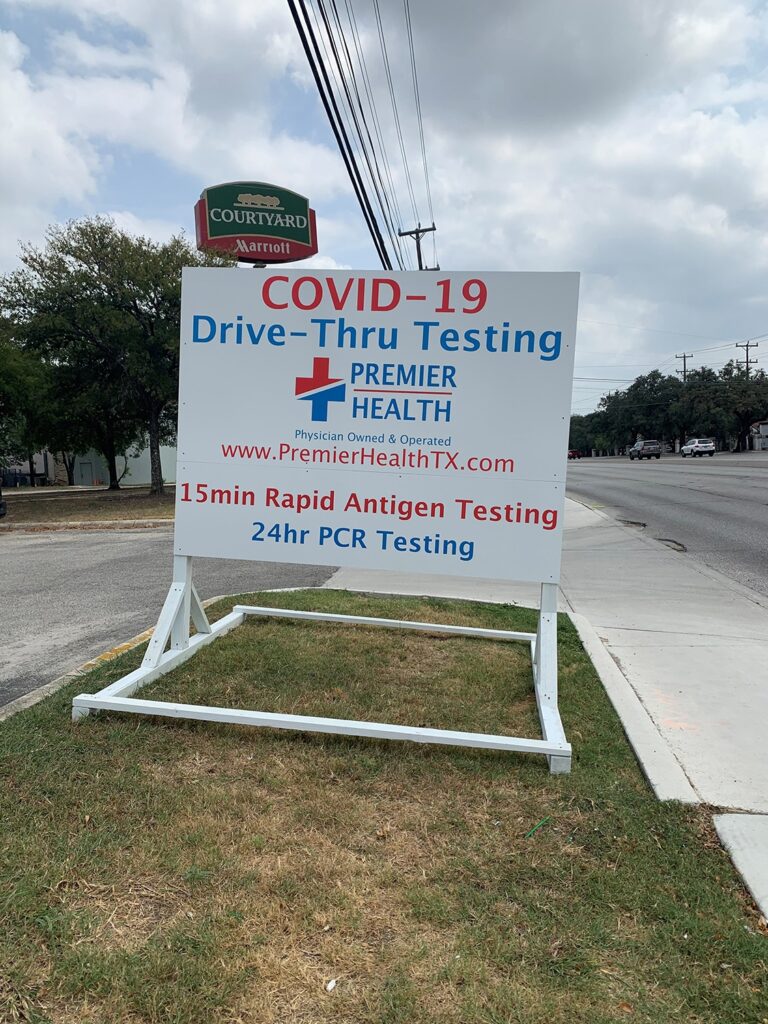 COURTYARD
Marriott
COVID-19
Drive-Thru Testing
PREMIER
HEALTH
Physician Owned & Operated
www.PremierHealthTX.com
15min Rapid Antigen Testing
24hr PCR Testing